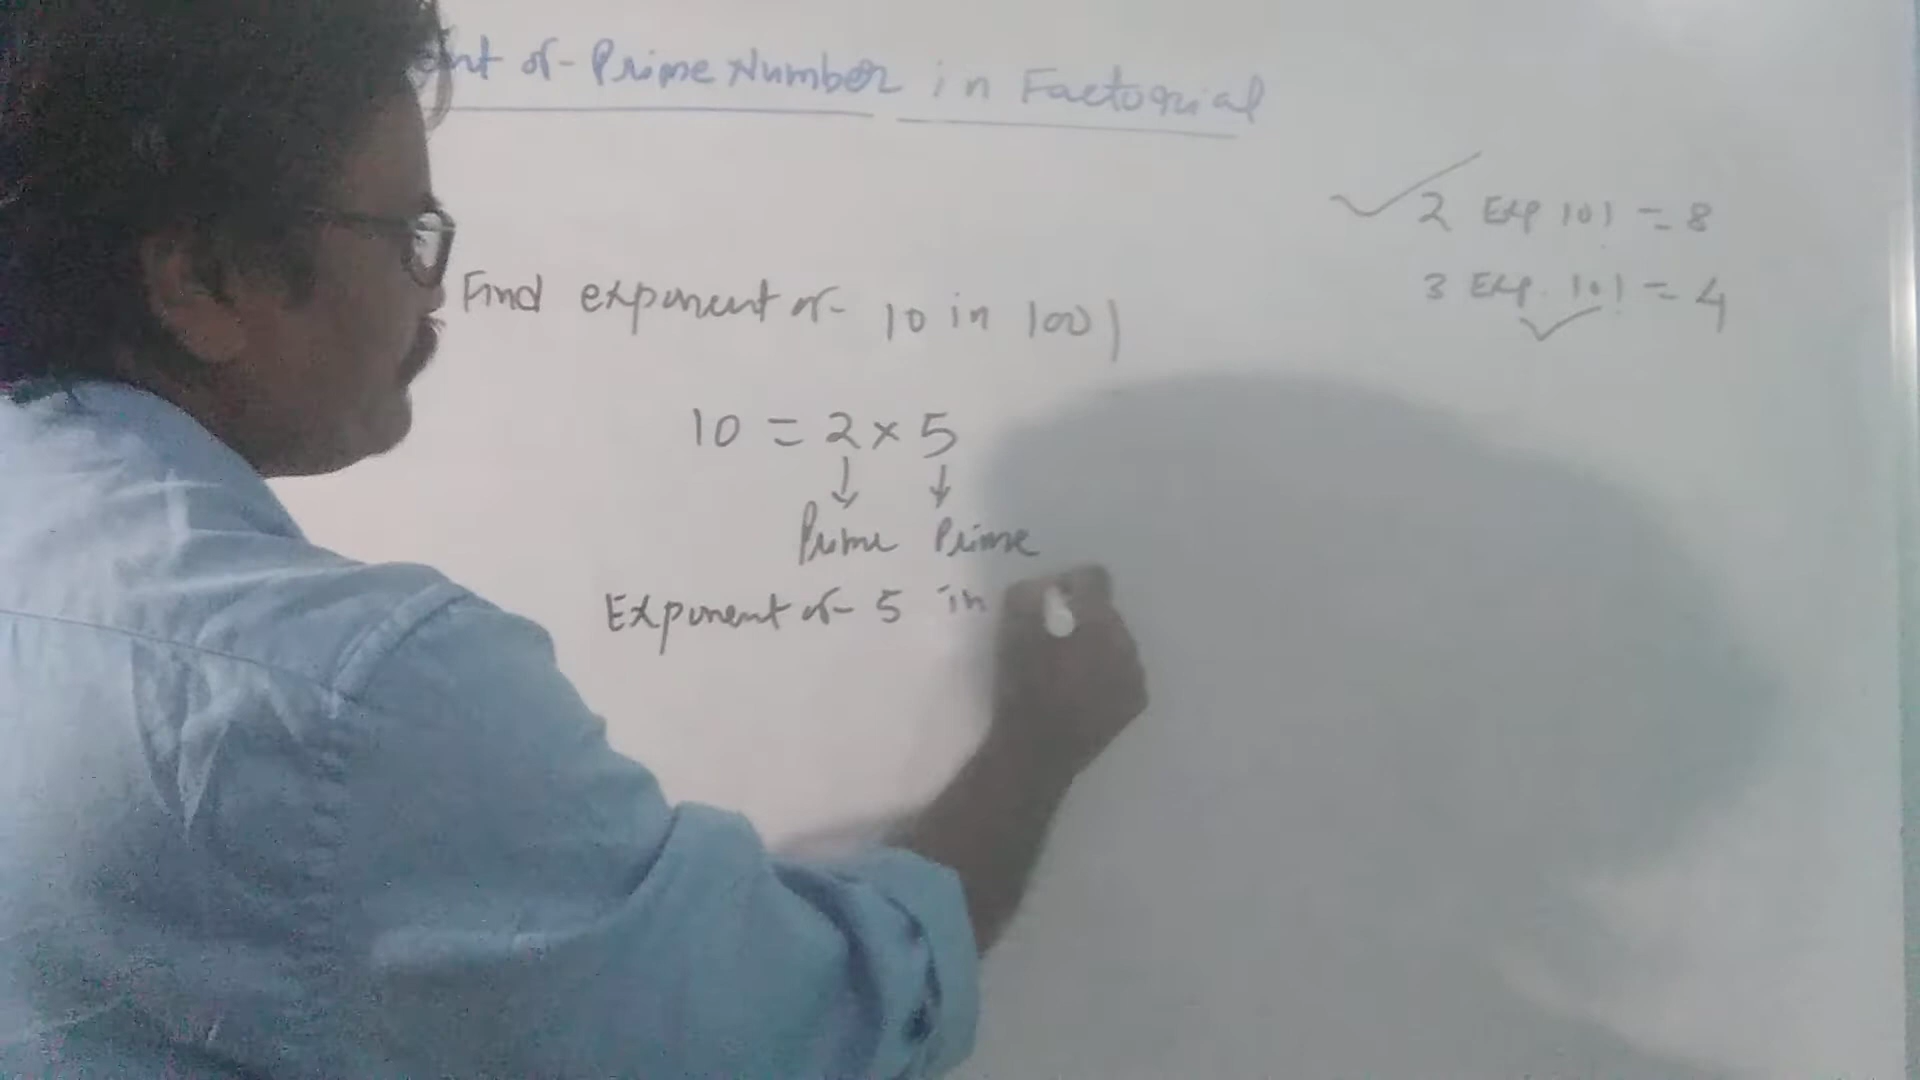 of Prime Number in Factorial
2 Exp 10! = 8
3 Exp. 10! = 4
Find exponent of 10 in 100!
10 = 2 × 5
↓ ↓
Prime Prime
Exponent of 5 in